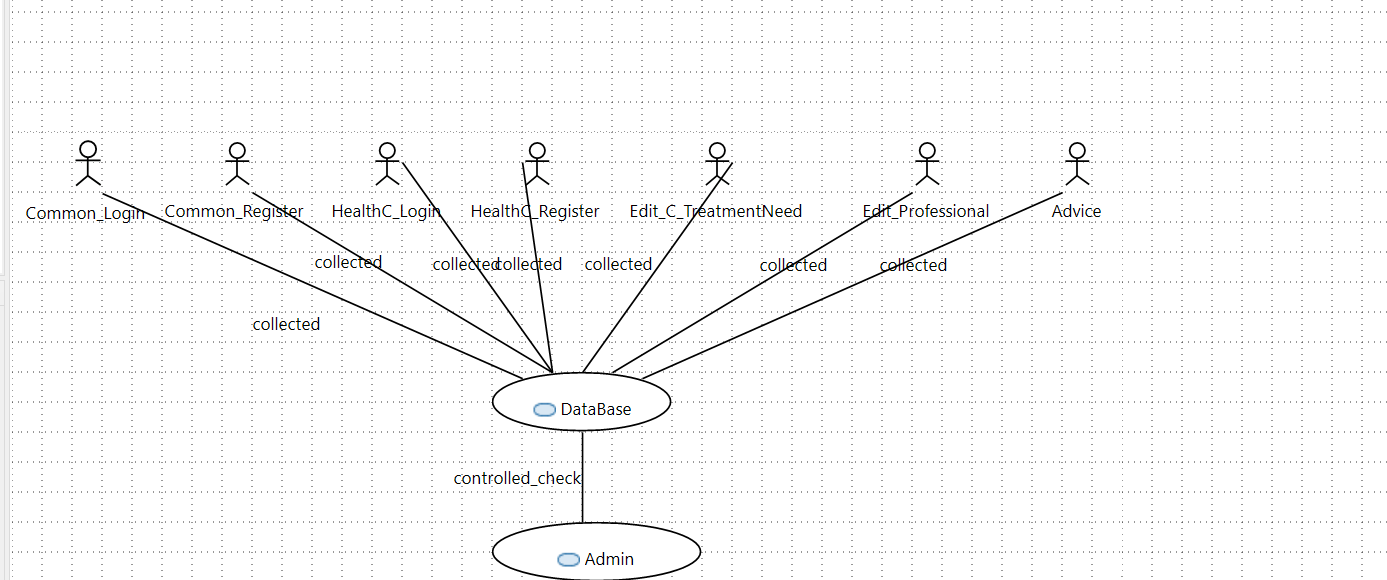 Common_Login
Common_Register
HealthC_Login
HealthC_Register
Edit_C_TreatmentNeed
Edit_Professional
Advice
collected
collected
collected
collected
collected
collected
collected
DataBase
controlled_check
Admin